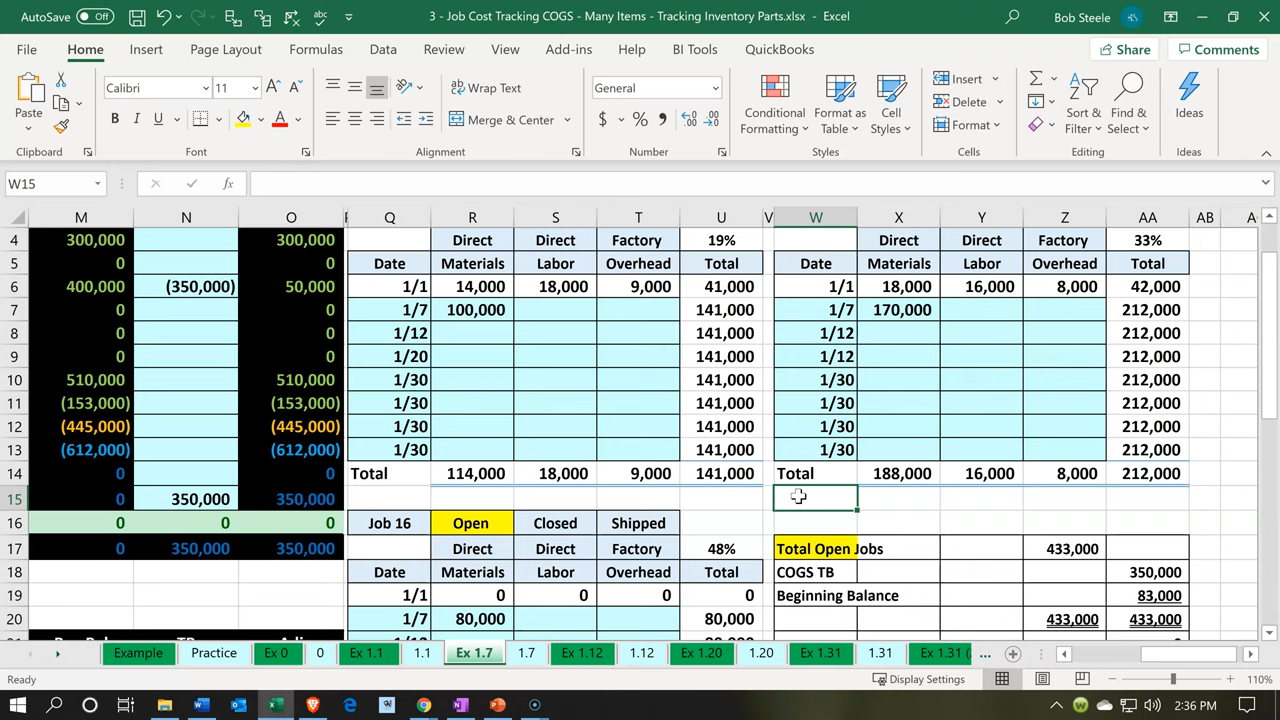 AutoSave Off 3 - Job Cost Tracking COGS - Many Items - Tracking Inventory Parts.xlsx - Excel Bob Steele
File Home Insert Page Layout Formulas Data Review View Add-ins Help BI Tools QuickBooks Share Comments
Paste Calibri 11 Wrap Text General Conditional Formatting Format as Table Cell Styles Insert Sort & Filter Find & Select Ideas
B I U A Merge & Center $ % Delete
Format
Clipboard Font Alignment Number Styles Cells Editing Ideas
W15 fx
M N O Q R S T U V W X Y Z AA AB
4 300,000 300,000 Direct Direct Factory 19% Direct Direct Factory 33%
5 0 0 Date Materials Labor Overhead Total Date Materials Labor Overhead Total
6 400,000 (350,000) 50,000 1/1 14,000 18,000 9,000 41,000 1/1 18,000 16,000 8,000 42,000
7 0 0 1/7 100,000 141,000 1/7 170,000 212,000
8 0 0 1/12 141,000 1/12 212,000
9 0 0 1/20 141,000 1/12 212,000
10 510,000 510,000 1/30 141,000 1/30 212,000
11 (153,000) (153,000) 1/30 141,000 1/30 212,000
12 (445,000) (445,000) 1/30 141,000 1/30 212,000
13 (612,000) (612,000) 1/30 141,000 1/30 212,000
14 0 0 Total 114,000 18,000 9,000 141,000 Total 188,000 16,000 8,000 212,000
15 0 350,000 350,000
16 0 0 0 Job 16 Open Closed Shipped
17 0 350,000 350,000 Direct Direct Factory 48% Total Open Jobs 433,000
18 Date Materials Labor Overhead Total COGS TB 350,000
19 1/1 0 0 0 0 Beginning Balance 83,000
20 1/7 80,000 80,000 433,000 433,000
Example Practice Ex 0 0 Ex 1.1 1.1 Ex 1.7 1.7 Ex 1.12 1.12 Ex 1.20 1.20 Ex 1.31 1.31 Ex 1.31 ( ...
Ready Display Settings 110%
2:36 PM